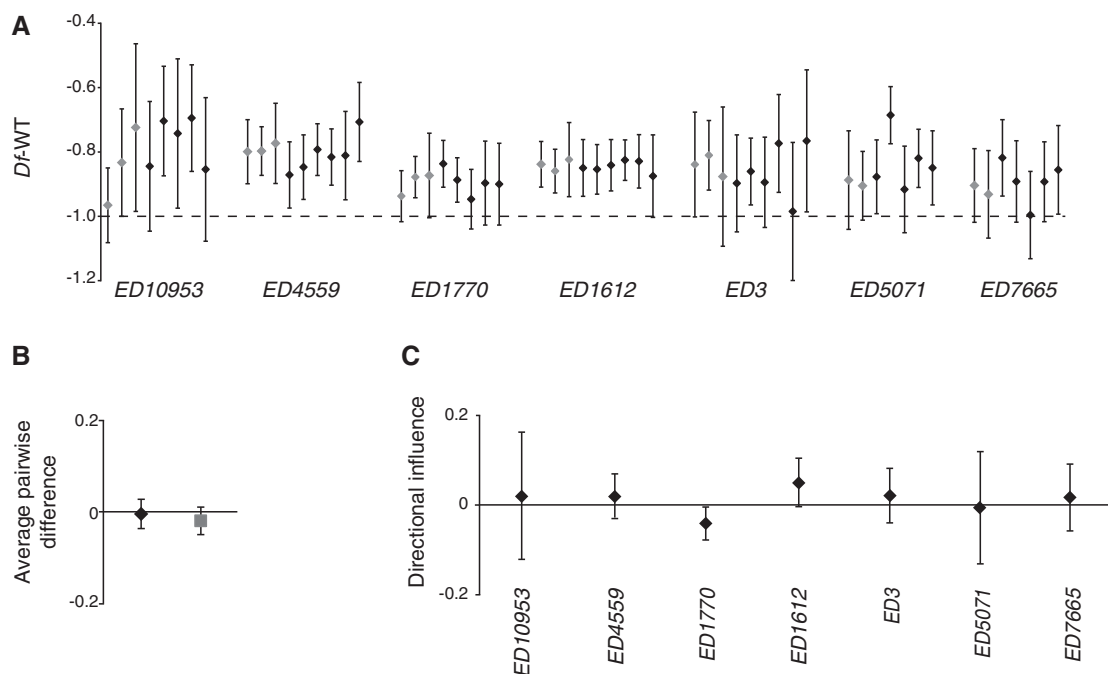 A
Df-WT
-0.4
-0.6
-0.8
-1.0
-1.2
ED10953
ED4559
ED1770
ED1612
ED3
ED5071
ED7665
B
Average pairwise
difference
0.2
0
-0.2
C
Directional influence
0.2
0
-0.2
ED10953
ED4559
ED1770
ED1612
ED3
ED5071
ED7665